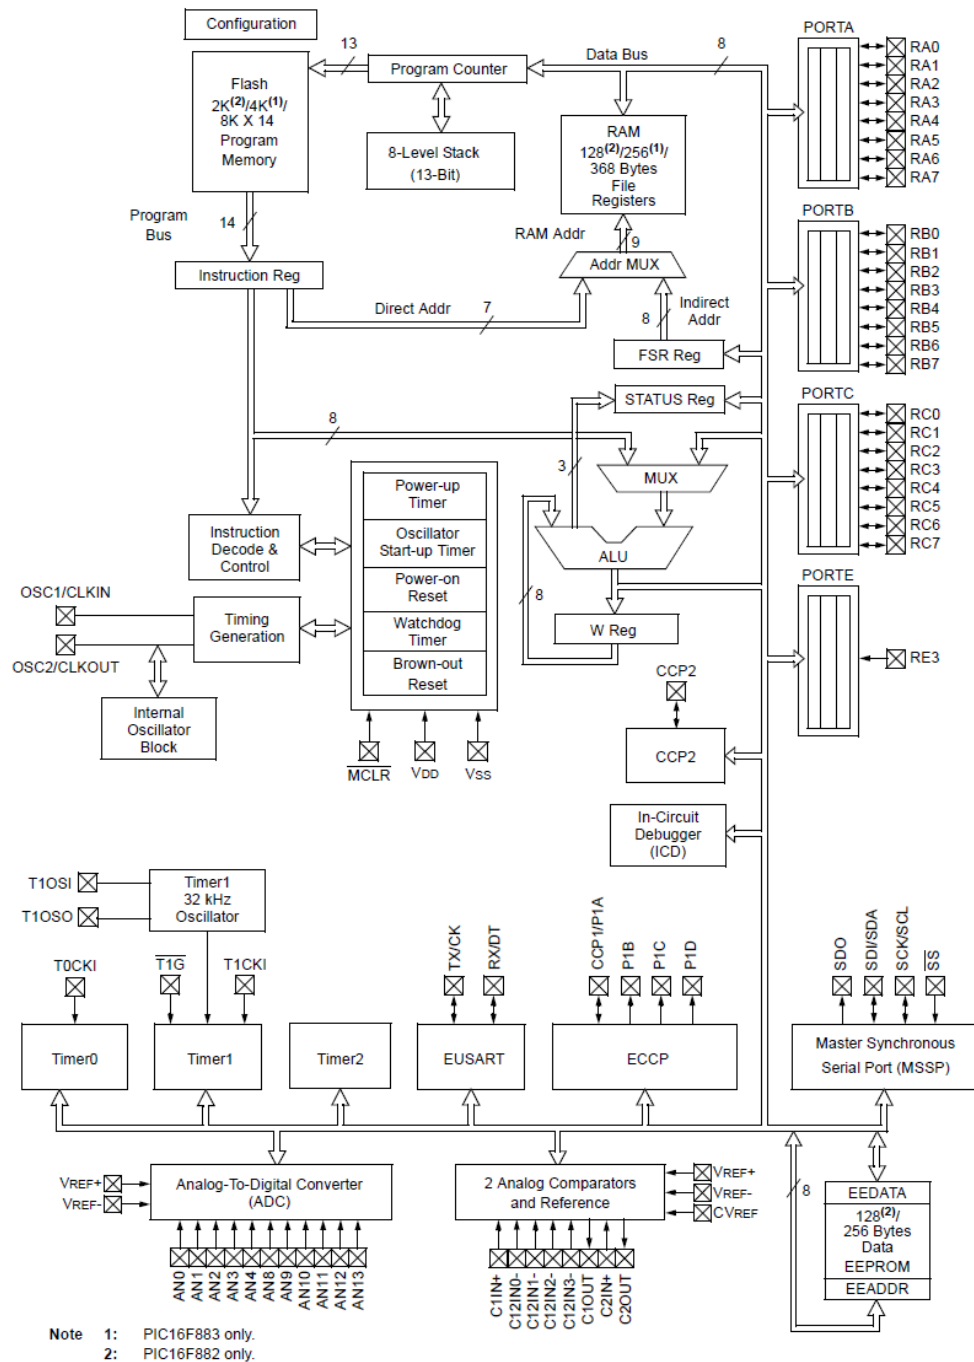 Configuration
Flash
2K(2)/4K(1)/
8K X 14
Program
Memory
13
Program Counter
Data Bus
8
8-Level Stack
(13-Bit)
RAM
128(2)/256(1)/
368 Bytes
File
Registers
Program
Bus
14
RAM Addr
9
Addr MUX
Instruction Reg
Direct Addr
7
8
Indirect
Addr
FSR Reg
STATUS Reg
8
3
MUX
Power-up
Timer
Oscillator
Start-up Timer
Power-on
Reset
Watchdog
Timer
Brown-out
Reset
Instruction
Decode &
Control
ALU
8
W Reg
OSC1/CLKIN
OSC2/CLKOUT
Timing
Generation
Internal
Oscillator
Block
MCLR
VDD
VSS
CCP2
CCP2
In-Circuit
Debugger
(ICD)
PORTA
RA0
RA1
RA2
RA3
RA4
RA5
RA6
RA7
PORTB
RB0
RB1
RB2
RB3
RB4
RB5
RB6
RB7
PORTC
RC0
RC1
RC2
RC3
RC4
RC5
RC6
RC7
PORTE
RE3
T1OSI
T1OSO
Timer1
32 kHz
Oscillator
T0CKI
T1G
T1CKI
TX/CK
RX/DT
CCP1/P1A
P1B
P1C
P1D
SDO
SDI/SDA
SCK/SCL
SS
Timer0
Timer1
Timer2
EUSART
ECCP
Master Synchronous
Serial Port (MSSP)
VREF+
VREF-
Analog-To-Digital Converter
(ADC)
AN0
AN1
AN2
AN3
AN4
AN8
AN9
AN10
AN11
AN12
AN13
2 Analog Comparators
and Reference
VREF+
VREF-
CVREF
C1IN+
C12IN0-
C12IN1-
C12IN2-
C12IN3-
C1OUT
C2IN+
C2OUT
8
EEDATA
128(2)/
256 Bytes
Data
EEPROM
EEADDR
Note 1: PIC16F883 only.
2: PIC16F882 only.